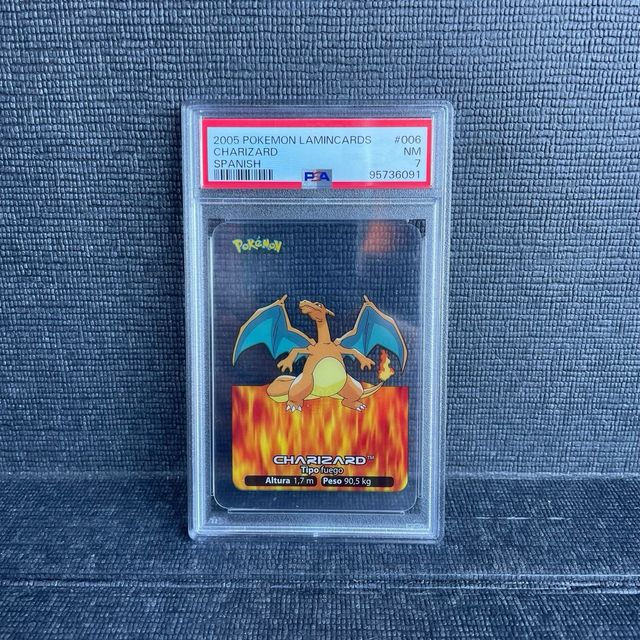 2005 POKEMON LAMINCARDS #006
CHARIZARD NM
SPANISH 7
PSA 95736091
POKéMON
CHARIZARD™
Tipo fuego
Altura 1,7 m Peso 90,5 kg